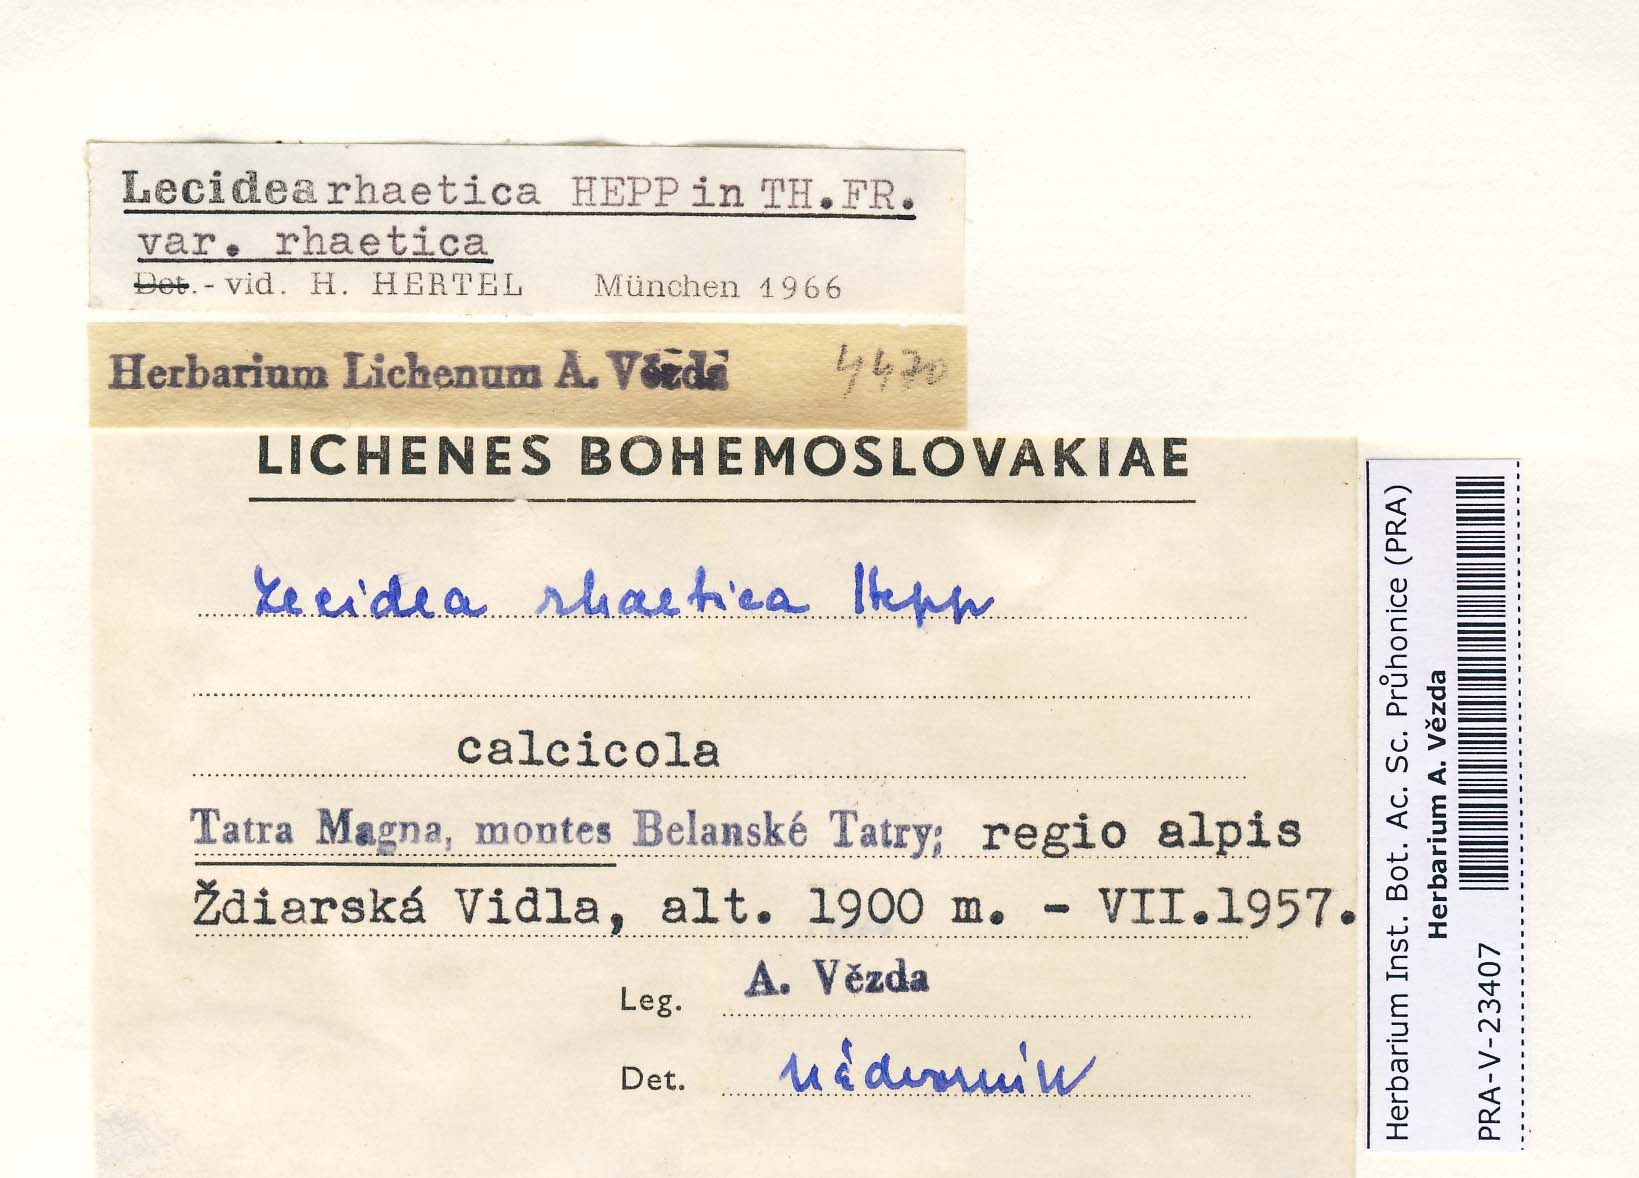 Lecidea rhaetica HEPP in TH.FR.
var. rhaetica
Det.- vid. H. HERTEL München 1966
Herbarium Lichenum A. Vězda 4470
LICHENES BOHEMOSLOVAKIAE
Lecidea rhaetica Hepp
calcicola
Tatra Magna, montes Belanské Tatry; regio alpis
Ždiarská Vidla, alt. 1900 m. - VII.1957.
Leg. A. Vězda
Det. Nádvorník
Herbarium Inst. Bot. Ac. Sc. Průhonice (PRA)
Herbarium A. Vězda
PRA-V-23407